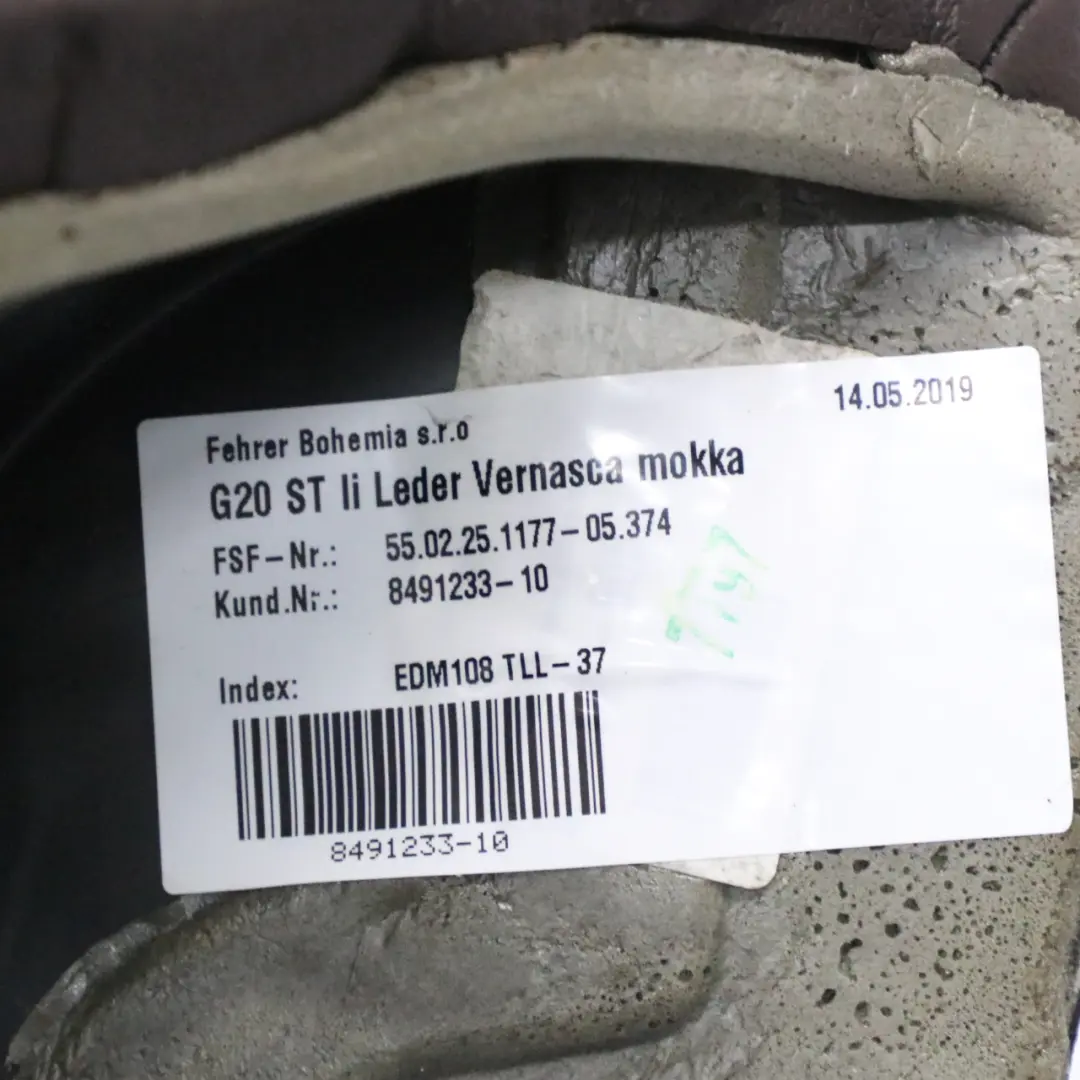 14.05.2019
Fehrer Bohemia s.r.o
G20 ST li Leder Vernasca mokka
FSF-Nr.: 55.02.25.1177-05.374
Kund.Nr.: 8491233-10
Index: EDM108 TLL-37
8491233-10